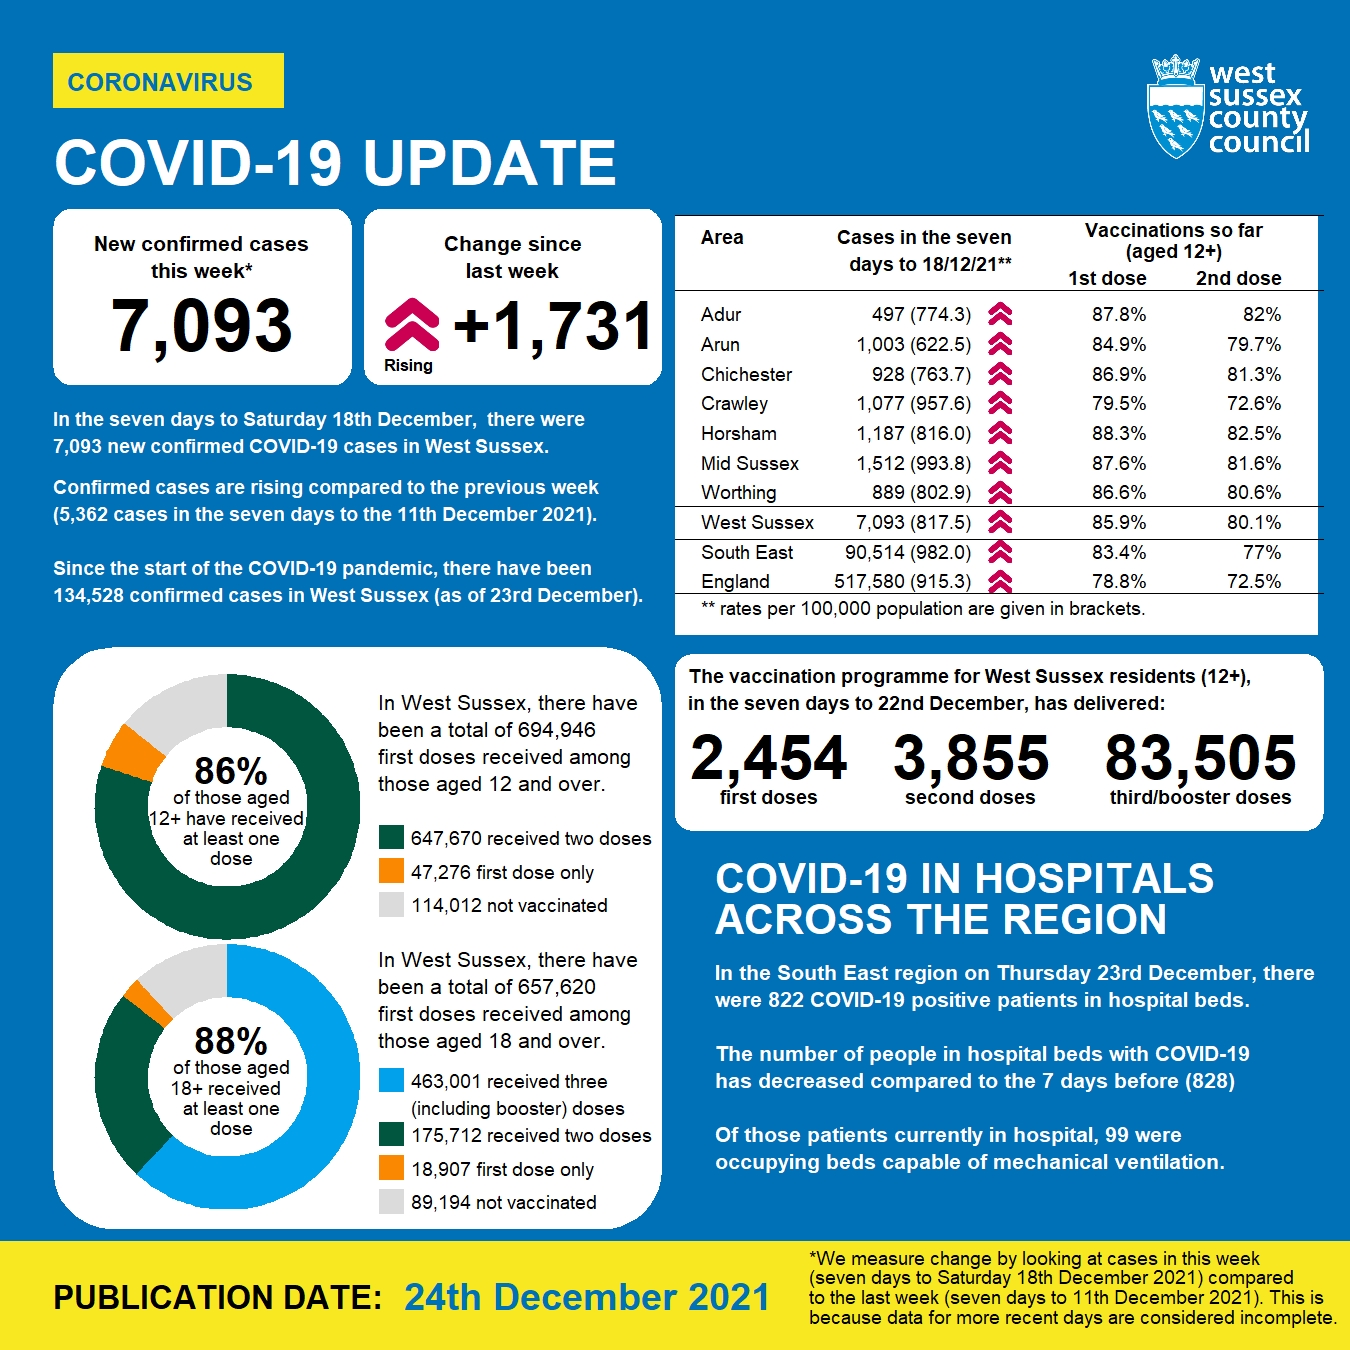 CORONAVIRUS
west
sussex
county
council
COVID-19 UPDATE
New confirmed cases
this week*
7,093
Change since
last week
+1,731
Rising
In the seven days to Saturday 18th December,  there were
7,093 new confirmed COVID-19 cases in West Sussex.
Confirmed cases are rising compared to the previous week
(5,362 cases in the seven days to the 11th December 2021).
Since the start of the COVID-19 pandemic, there have been
134,528 confirmed cases in West Sussex (as of 23rd December).
Area Cases in the seven Vaccinations so far
days to 18/12/21** (aged 12+)
1st dose 2nd dose
Adur 497 (774.3) 87.8% 82%
Arun 1,003 (622.5) 84.9% 79.7%
Chichester 928 (763.7) 86.9% 81.3%
Crawley 1,077 (957.6) 79.5% 72.6%
Horsham 1,187 (816.0) 88.3% 82.5%
Mid Sussex 1,512 (993.8) 87.6% 81.6%
Worthing 889 (802.9) 86.6% 80.6%
West Sussex 7,093 (817.5) 85.9% 80.1%
South East 90,514 (982.0) 83.4% 77%
England 517,580 (915.3) 78.8% 72.5%
** rates per 100,000 population are given in brackets.
86%
of those aged
12+ have received
at least one
dose
In West Sussex, there have
been a total of 694,946
first doses received among
those aged 12 and over.
647,670 received two doses
47,276 first dose only
114,012 not vaccinated
88%
of those aged
18+ received
at least one
dose
In West Sussex, there have
been a total of 657,620
first doses received among
those aged 18 and over.
463,001 received three
(including booster) doses
175,712 received two doses
18,907 first dose only
89,194 not vaccinated
The vaccination programme for West Sussex residents (12+),
in the seven days to 22nd December, has delivered:
2,454 3,855 83,505
first doses second doses third/booster doses
COVID-19 IN HOSPITALS
ACROSS THE REGION
In the South East region on Thursday 23rd December, there
were 822 COVID-19 positive patients in hospital beds.
The number of people in hospital beds with COVID-19
has decreased compared to the 7 days before (828)
Of those patients currently in hospital, 99 were
occupying beds capable of mechanical ventilation.
PUBLICATION DATE: 24th December 2021
*We measure change by looking at cases in this week
(seven days to Saturday 18th December 2021) compared
to the last week (seven days to 11th December 2021). This is
because data for more recent days are considered incomplete.